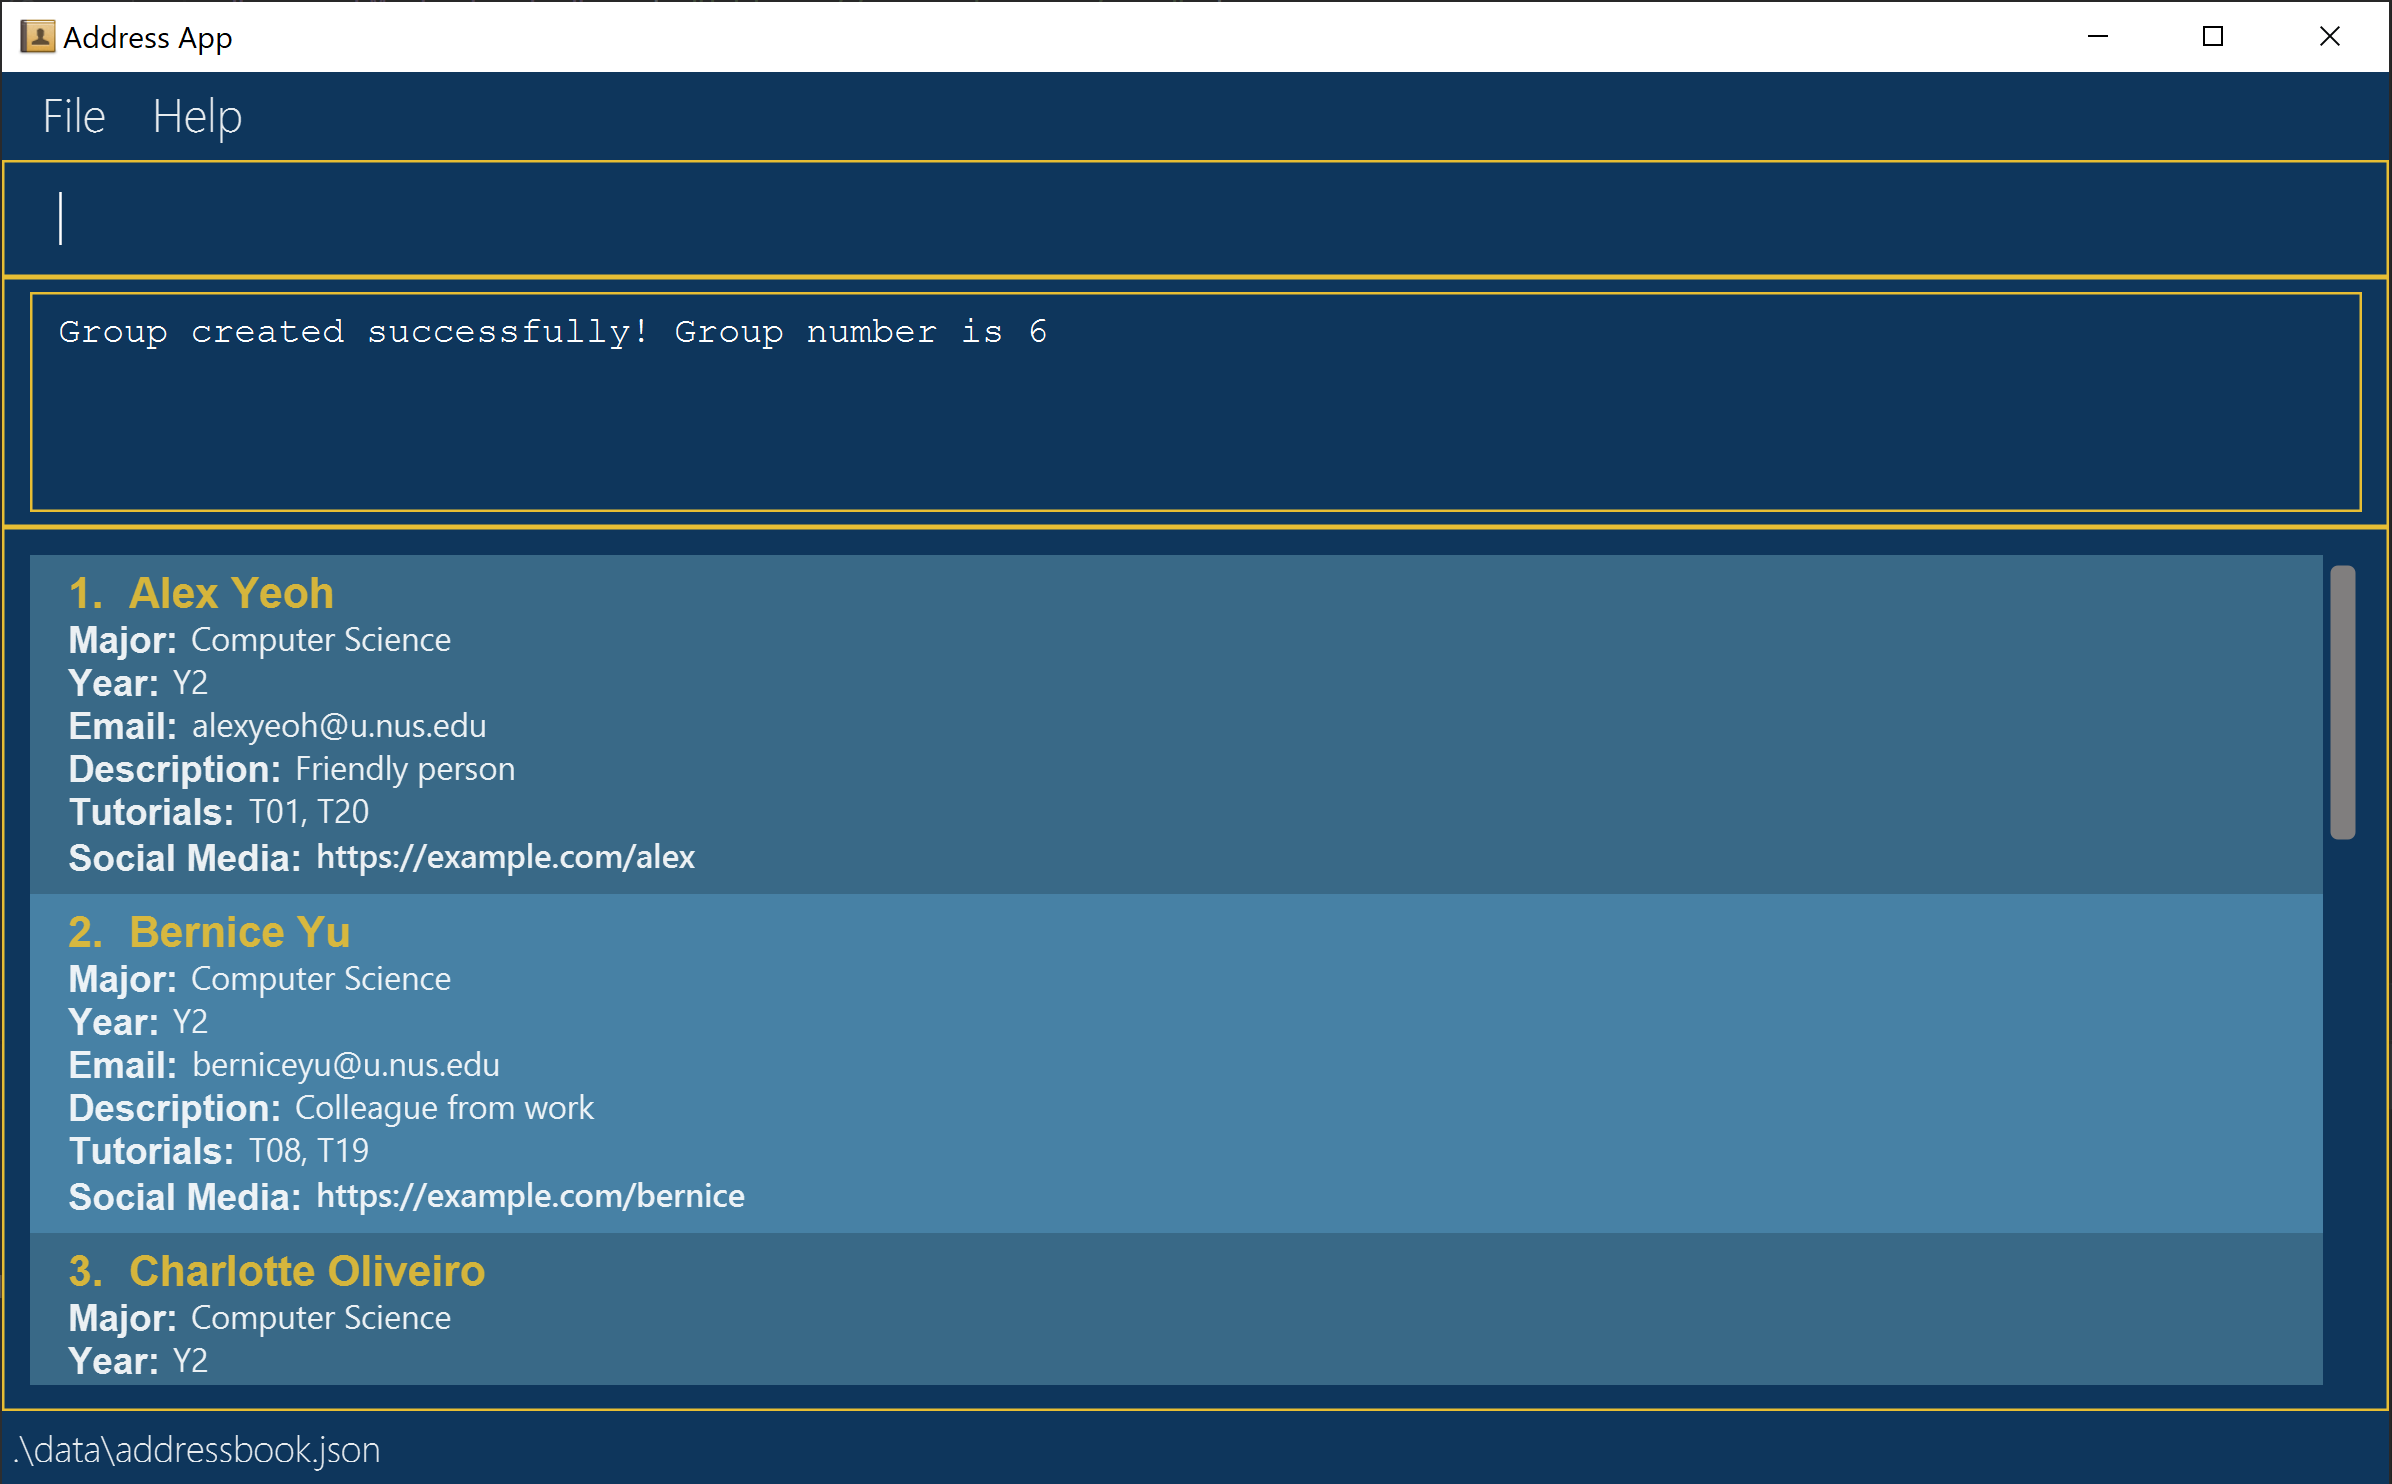 Address App
File Help
Group created successfully! Group number is 6
1. Alex Yeoh
Major: Computer Science
Year: Y2
Email: alexyeoh@u.nus.edu
Description: Friendly person
Tutorials: T01, T20
Social Media: https://example.com/alex
2. Bernice Yu
Major: Computer Science
Year: Y2
Email: berniceyu@u.nus.edu
Description: Colleague from work
Tutorials: T08, T19
Social Media: https://example.com/bernice
3. Charlotte Oliveiro
Major: Computer Science
Year: Y2
.\data\addressbook.json